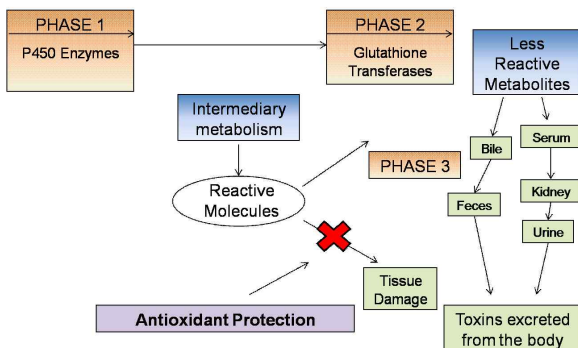 PHASE 1
P450 Enzymes
PHASE 2
Glutathione
Transferases
Less
Reactive
Metabolites
Intermediary
metabolism
Bile
Serum
PHASE 3
Reactive
Molecules
Feces
Kidney
Urine
Tissue
Damage
Antioxidant Protection
Toxins excreted
from the body